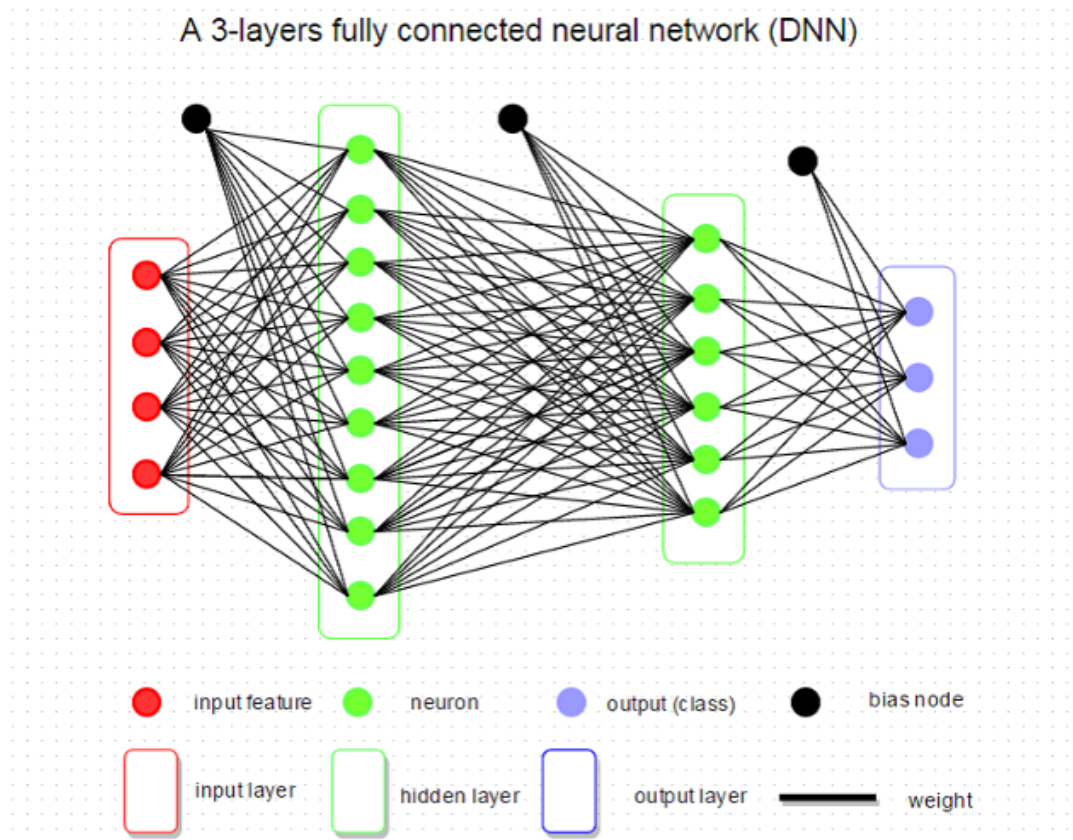 A 3-layers fully connected neural network (DNN)
input feature
neuron
output (class)
bias node
input layer
hidden layer
output layer
weight